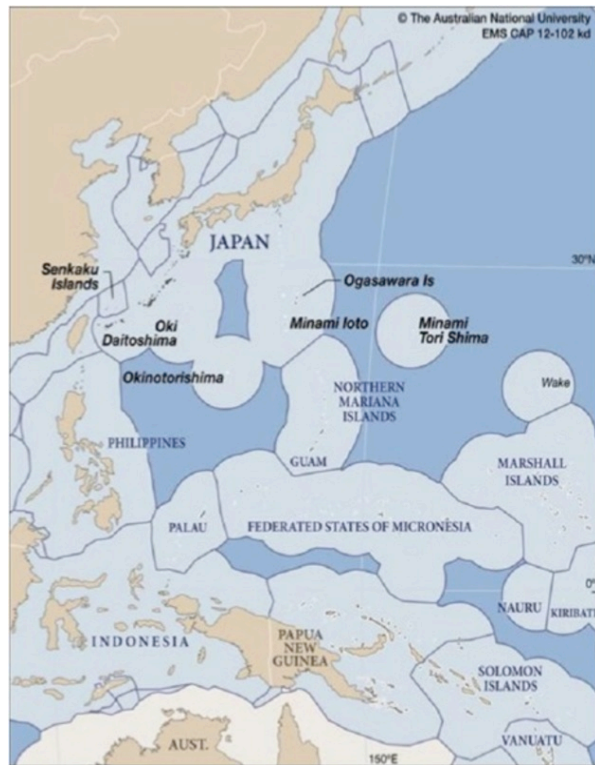 © The Australian National University
EMS CAP 12-102 kd
JAPAN
30°N
Senkaku
Islands
Ogasawara Is
Oki
Daitoshima
Minami Ioto
Minami
Tori Shima
Okinotorishima
Wake
NORTHERN
MARIANA
ISLANDS
PHILIPPINES
GUAM
MARSHALL
ISLANDS
PALAU
FEDERATED STATES OF MICRONESIA
0°
NAURU
KIRIBATI
INDONESIA
PAPUA
NEW
GUINEA
SOLOMON
ISLANDS
AUST.
150°E
VANUATU